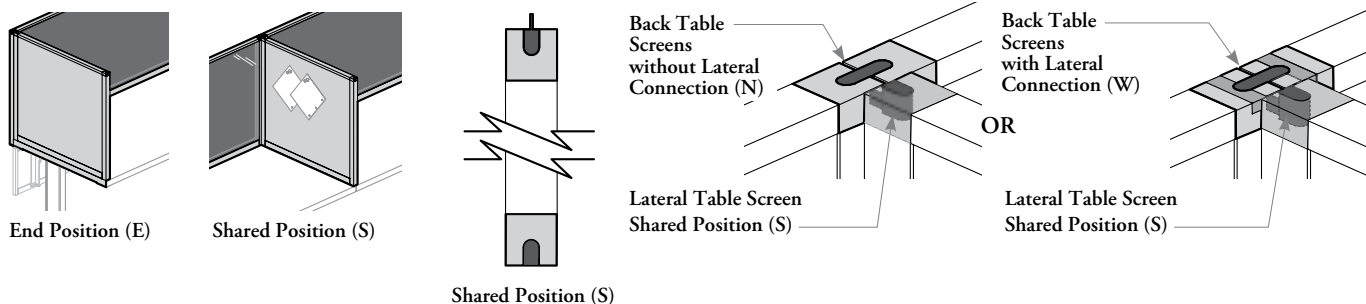 End Position (E)
Shared Position (S)
Shared Position (S)
Back Table
Screens
without Lateral
Connection (N)
Lateral Table Screen
Shared Position (S)
OR
Back Table
Screens
with Lateral
Connection (W)
Lateral Table Screen
Shared Position (S)